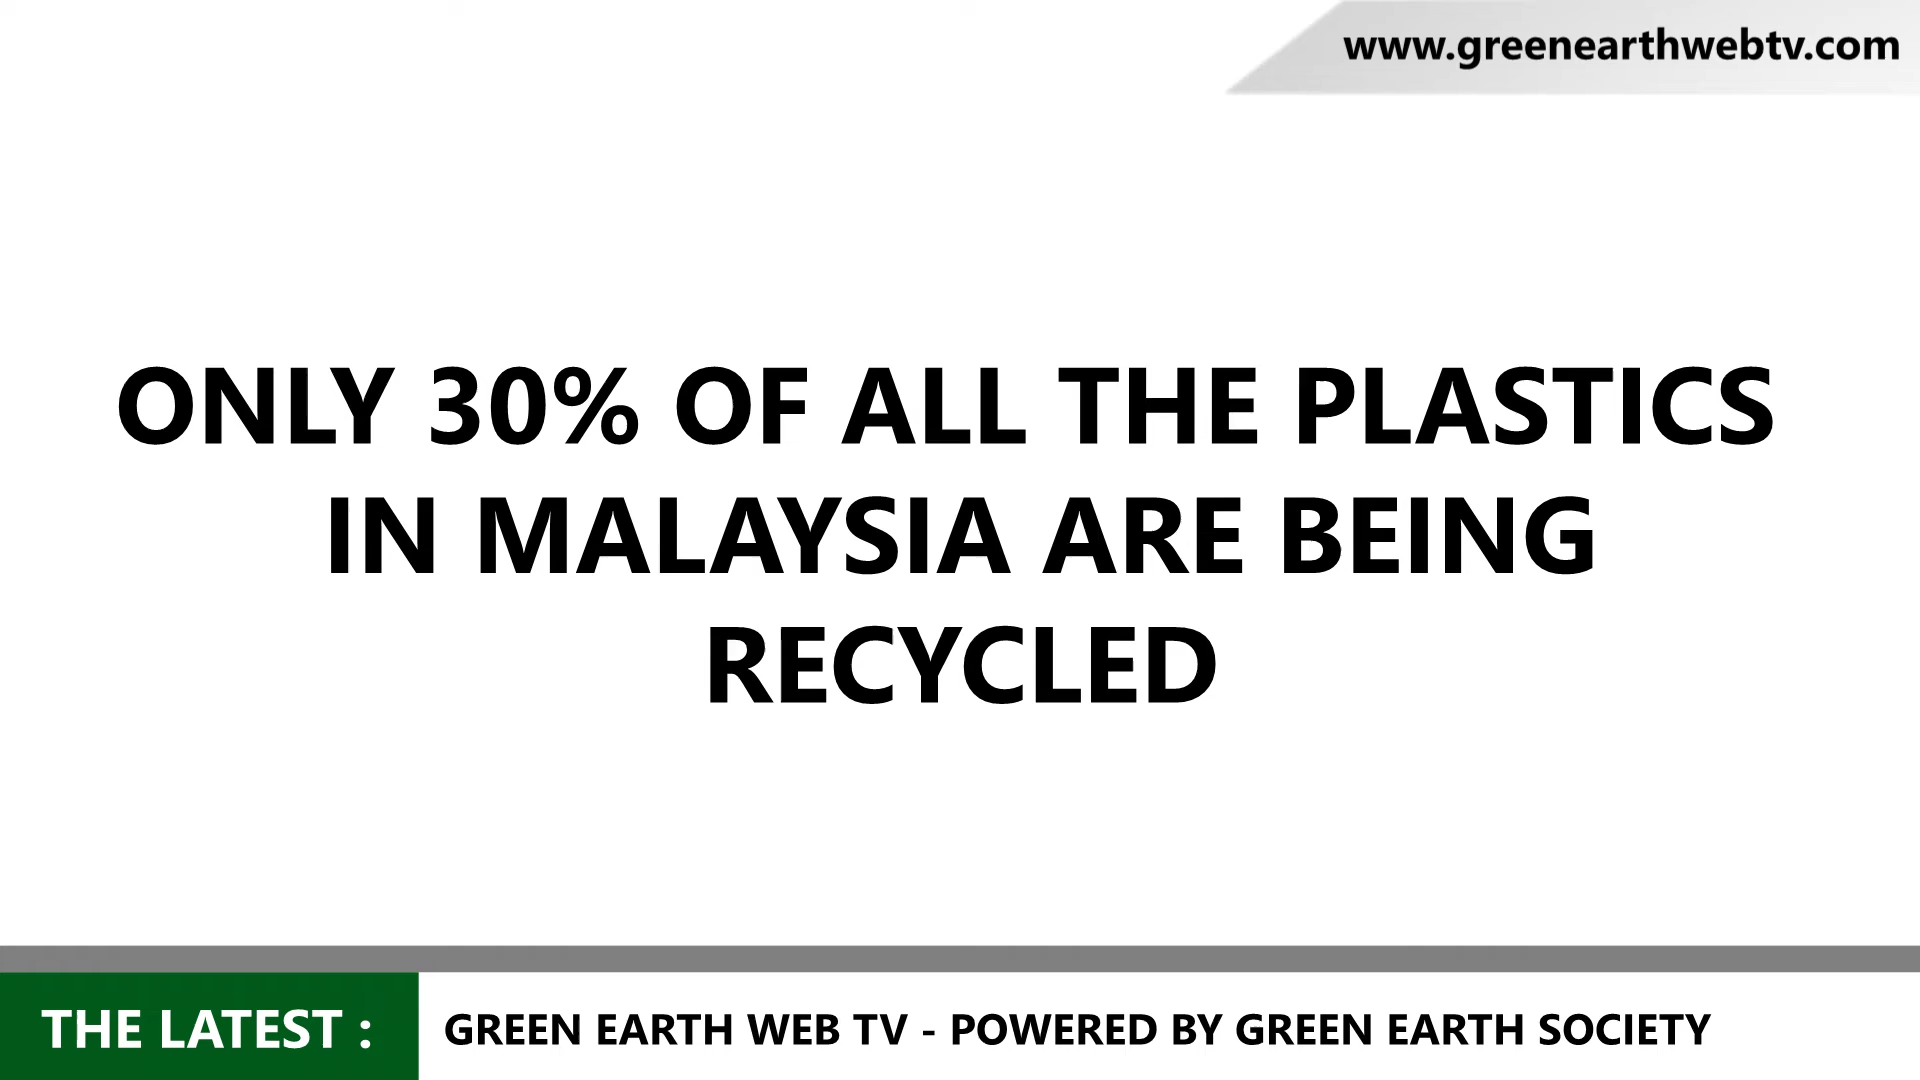 www.greenearthwebtv.com
ONLY 30% OF ALL THE PLASTICS
IN MALAYSIA ARE BEING
RECYCLED
THE LATEST : GREEN EARTH WEB TV - POWERED BY GREEN EARTH SOCIETY